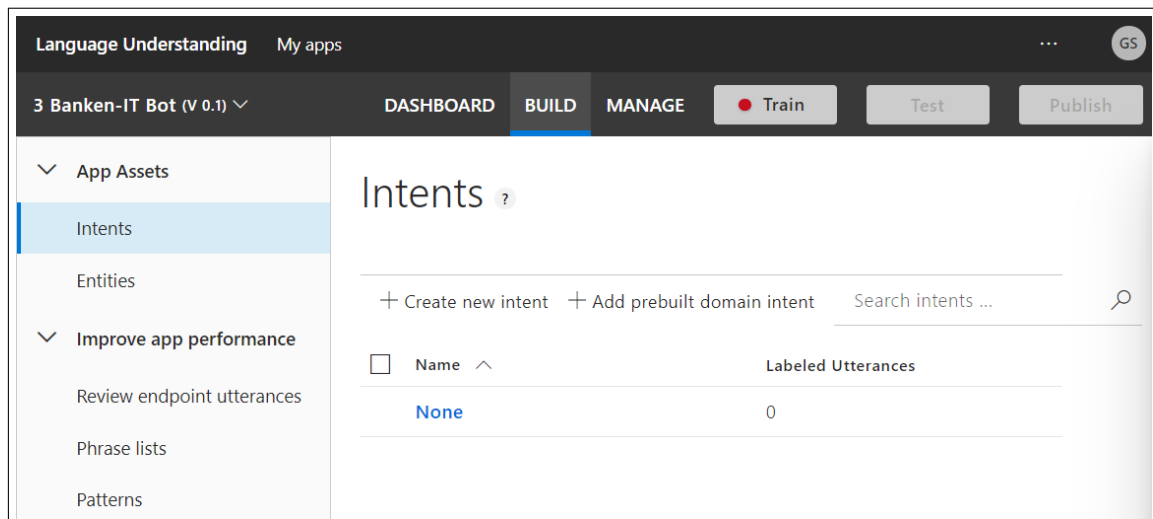 Language Understanding My apps ... GS
3 Banken-IT Bot (V 0.1) DASHBOARD BUILD MANAGE Train Test Publish
App Assets
Intents
Entities
Improve app performance
Review endpoint utterances
Phrase lists
Patterns
Intents ?
+ Create new intent + Add prebuilt domain intent Search intents ...
Name Labeled Utterances
None 0